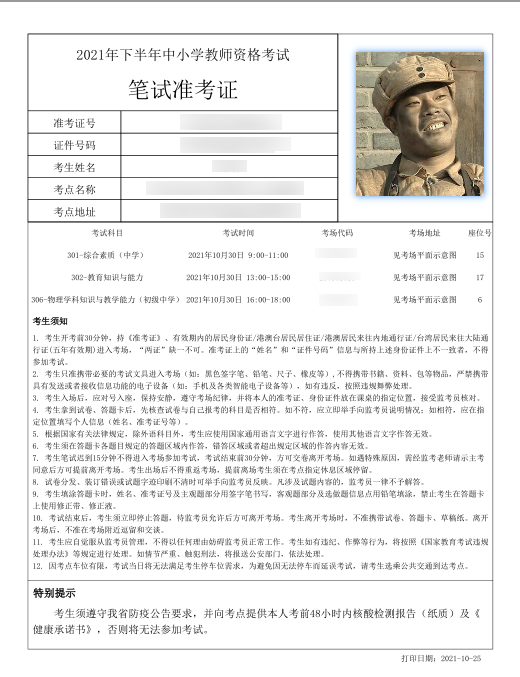 2021年下半年中小学教师资格考试
笔试准考证
准考证号
证件号码
考生姓名
考点名称
考点地址
考试科目 考试时间 考场代码 考场地址 座位号
301-综合素质（中学） 2021年10月30日 9:00-11:00 见考场平面示意图 15
302-教育知识与能力 2021年10月30日 13:00-15:00 见考场平面示意图 17
306-物理学科知识与教学能力（初级中学） 2021年10月30日 16:00-18:00 见考场平面示意图 6
考生须知
1. 考生开考前30分钟，持《准考证》、有效期内的居民身份证/港澳台居民居住证/港澳居民来往内地通行证/台湾居民来往大陆通
行证(五年有效期)进入考场，“两证”缺一不可。准考证上的“姓名”和“证件号码”信息与所持上述身份证件上不一致者，不得
参加考试。
2. 考生只准携带必要的考试文具进入考场（如：黑色签字笔、铅笔、尺子、橡皮等），不得携带书籍、资料、包等物品，严禁携带
具有发送或者接收信息功能的电子设备（如：手机及各类智能电子设备等），如有违反，按照违规舞弊处理。
3. 考生入场后，应对号入座，保持安静，遵守考场纪律，并将本人的准考证、身份证件放在课桌的指定位置，接受监考员核对。
4. 考生拿到试卷、答题卡后，先核查试卷与自己报考的科目是否相符。如不符，应立即举手向监考员说明情况；如相符，应在指
定位置填写个人信息（姓名、准考证号等）。
5. 根据国家有关法律规定，除外语科目外，考生应使用国家通用语言文字进行作答，使用其他语言文字作答无效。
6. 考生须在答题卡各题目规定的答题区域内作答，错答区域或者超出规定区域的作答无效。
7. 考生笔试迟到15分钟不得进入考场参加考试，考试结束前30分钟，方可交卷离开考场。如遇特殊原因，需经监考老师请示主考
同意后方可提前离开考场。考生出场后不得重返考场，提前离场考生须在考点指定休息区域停留。
8. 试卷分发、装订错误或试题字迹印刷不清时可举手向监考员反映。凡涉及试题内容的，监考员一律不予解答。
9. 考生填涂答题卡时，姓名、准考证号及主观题部分用签字笔书写，客观题部分及选做题信息点用铅笔填涂，禁止考生在答题卡
上使用修正带、修正液。
10. 考试结束后，考生须立即停止答题，待监考员允许后方可离开考场。考生离开考场时，不准携带试卷、答题卡、草稿纸。离开
考场后，不准在考场附近逗留和交谈。
11. 考生应自觉服从监考员管理，不得以任何理由妨碍监考员正常工作。考生如有违纪、作弊等行为，将按照《国家教育考试违规
处理办法》等规定进行处理。如情节严重，触犯刑法，将报送公安部门，依法处理。
12. 因考点车位有限，考试当日将无法满足考生停车位需求，为避免因无法停车而延误考试，请考生选乘公共交通到达考点。
特别提示
考生须遵守我省防疫公告要求，并向考点提供本人考前48小时内核酸检测报告（纸质）及《
健康承诺书》，否则将无法参加考试。
打印日期：2021-10-25